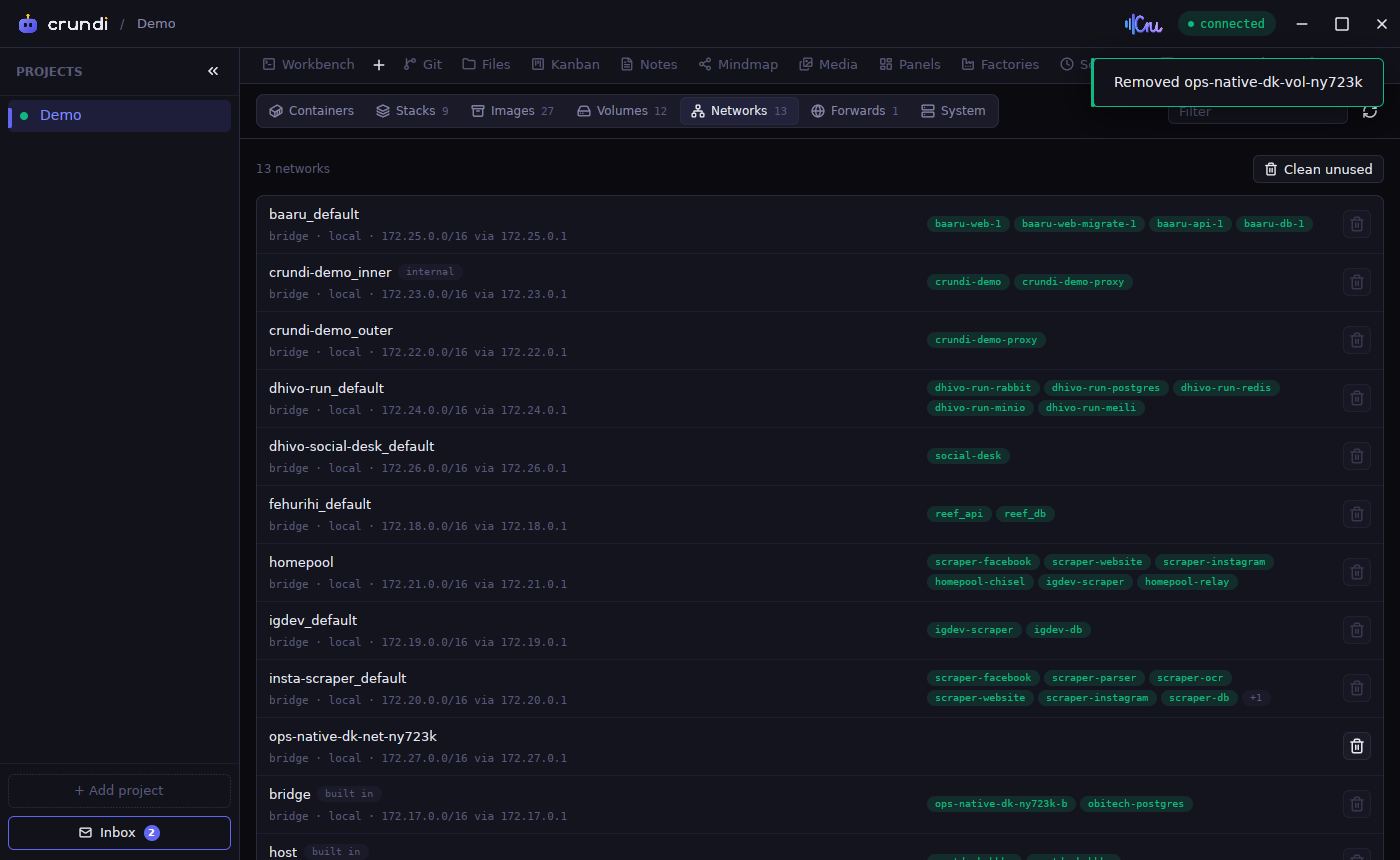 crundi / Demo
Cru
connected
PROJECTS
Workbench + Git Files Kanban Notes Mindmap Media Panels Factories
Removed ops-native-dk-vol-ny723k
Demo
Containers Stacks 9 Images 27 Volumes 12 Networks 13 Forwards 1 System
Filter
13 networks
Clean unused
baaru_default
bridge · local · 172.25.0.0/16 via 172.25.0.1
baaru-web-1 baaru-web-migrate-1 baaru-api-1 baaru-db-1
crundi-demo_inner internal
bridge · local · 172.23.0.0/16 via 172.23.0.1
crundi-demo crundi-demo-proxy
crundi-demo_outer
bridge · local · 172.22.0.0/16 via 172.22.0.1
crundi-demo-proxy
dhivo-run_default
bridge · local · 172.24.0.0/16 via 172.24.0.1
dhivo-run-rabbit dhivo-run-postgres dhivo-run-redis
dhivo-run-minio dhivo-run-meili
dhivo-social-desk_default
bridge · local · 172.26.0.0/16 via 172.26.0.1
social-desk
fehurihi_default
bridge · local · 172.18.0.0/16 via 172.18.0.1
reef_api reef_db
homepool
bridge · local · 172.21.0.0/16 via 172.21.0.1
scraper-facebook scraper-website scraper-instagram
homepool-chisel igdev-scraper homepool-relay
igdev_default
bridge · local · 172.19.0.0/16 via 172.19.0.1
igdev-scraper igdev-db
insta-scraper_default
bridge · local · 172.20.0.0/16 via 172.20.0.1
scraper-facebook scraper-parser scraper-ocr
scraper-website scraper-instagram scraper-db +1
ops-native-dk-net-ny723k
bridge · local · 172.27.0.0/16 via 172.27.0.1
bridge built in
bridge · local · 172.17.0.0/16 via 172.17.0.1
ops-native-dk-ny723k-b obitech-postgres
host built in
+ Add project
Inbox 2